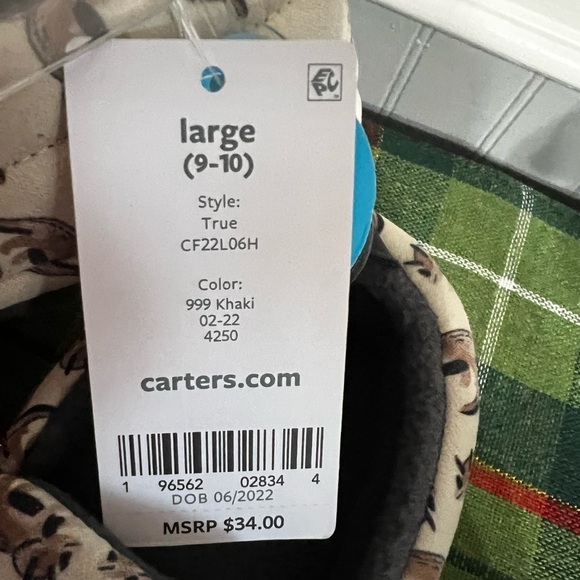 EPC
large
(9-10)
Style:
True
CF22L06H
Color:
999 Khaki
02-22
4250
carters.com
1 96562 02834 4
DOB 06/2022
MSRP $34.00